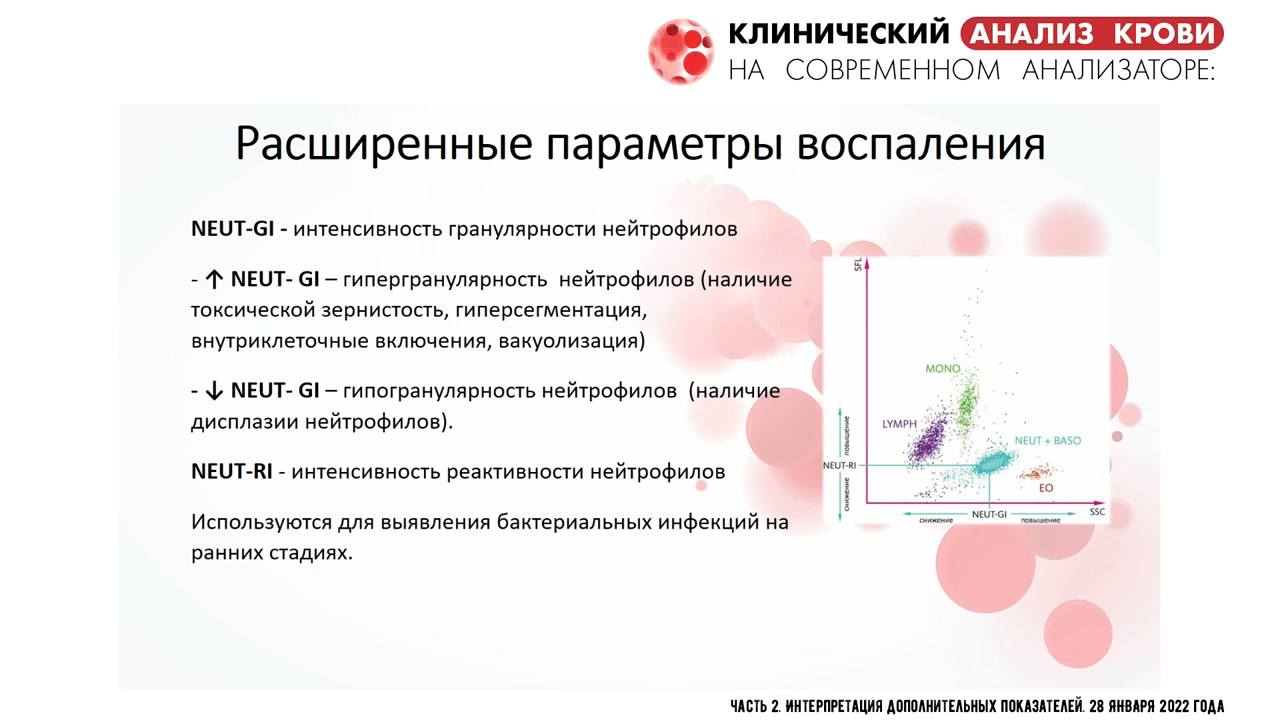 КЛИНИЧЕСКИЙ АНАЛИЗ КРОВИ
НА СОВРЕМЕННОМ АНАЛИЗАТОРЕ:
Расширенные параметры воспаления
NEUT-GI - интенсивность гранулярности нейтрофилов
- ↑ NEUT- GI – гипергранулярность нейтрофилов (наличие
токсической зернистость, гиперсегментация,
внутриклеточные включения, вакуолизация)
- ↓ NEUT- GI – гипогранулярность нейтрофилов (наличие
дисплазии нейтрофилов).
NEUT-RI - интенсивность реактивности нейтрофилов
Используются для выявления бактериальных инфекций на
ранних стадиях.
SFL
MONO
LYMPH
NEUT + BASO
EO
повышение
NEUT-RI
снижение
SSC
NEUT-GI
снижение
повышение
ЧАСТЬ 2. ИНТЕРПРЕТАЦИЯ ДОПОЛНИТЕЛЬНЫХ ПОКАЗАТЕЛЕЙ. 28 ЯНВАРЯ 2022 ГОДА